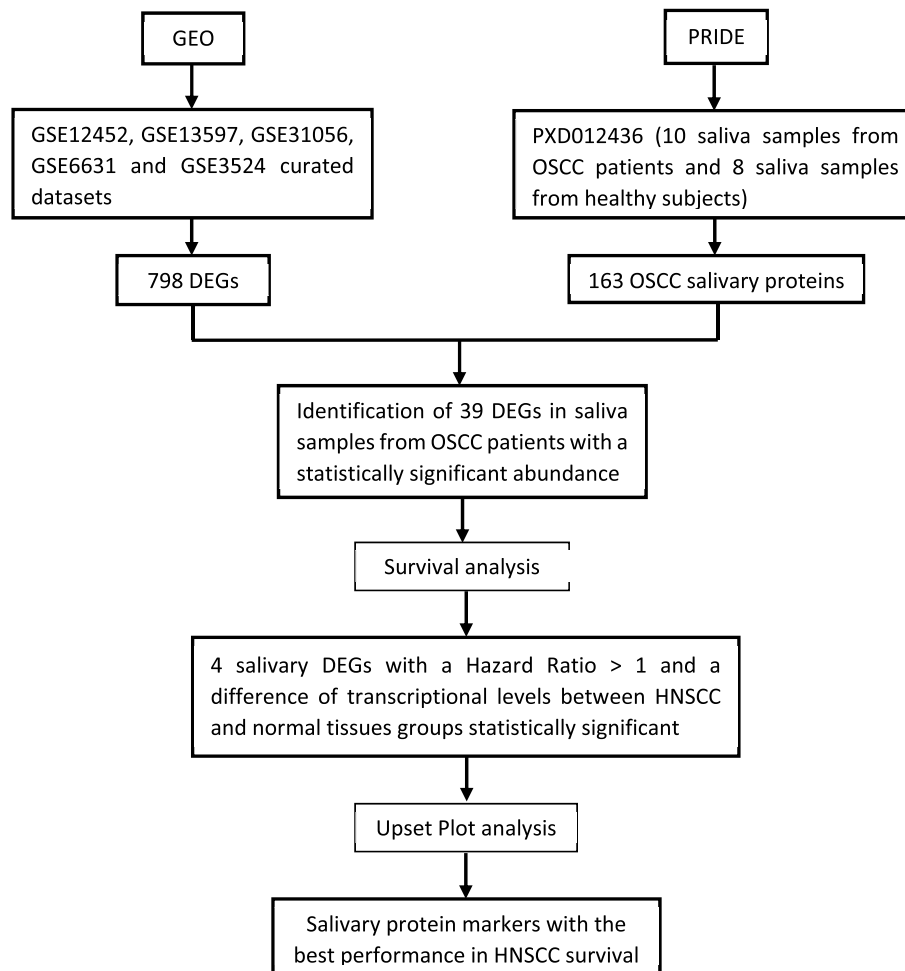 GEO
PRIDE
GSE12452, GSE13597, GSE31056,
GSE6631 and GSE3524 curated
datasets
PXD012436 (10 saliva samples from
OSCC patients and 8 saliva samples
from healthy subjects)
798 DEGs
163 OSCC salivary proteins
Identification of 39 DEGs in saliva
samples from OSCC patients with a
statistically significant abundance
Survival analysis
4 salivary DEGs with a Hazard Ratio > 1 and a
difference of transcriptional levels between HNSCC
and normal tissues groups statistically significant
Upset Plot analysis
Salivary protein markers with the
best performance in HNSCC survival